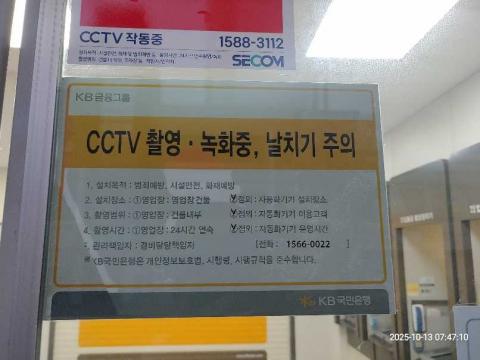 CCTV 작동중 1588-3112
SECOM
KB금융그룹
CCTV 촬영·녹화중, 날치기 주의
1. 설치목적 : 범죄예방, 시설안전, 화재예방
2. 설치장소 : ①영업장 : 영업장건물 점외 : 자동화기기 설치장소
3. 촬영범위 : ①영업장 : 건물내부 점외 : 자동화기기 이용고객
4. 촬영시간 : ①영업장 : 24시간 연속 점외 : 자동화기기 운영시간
관리책임자 : 경비담당책임자 [전화 : 1566-0022 ]
※KB국민은행은 개인정보보호법, 시행령, 시행규칙을 준수합니다.
KB국민은행
2025-10-13 07:47:10